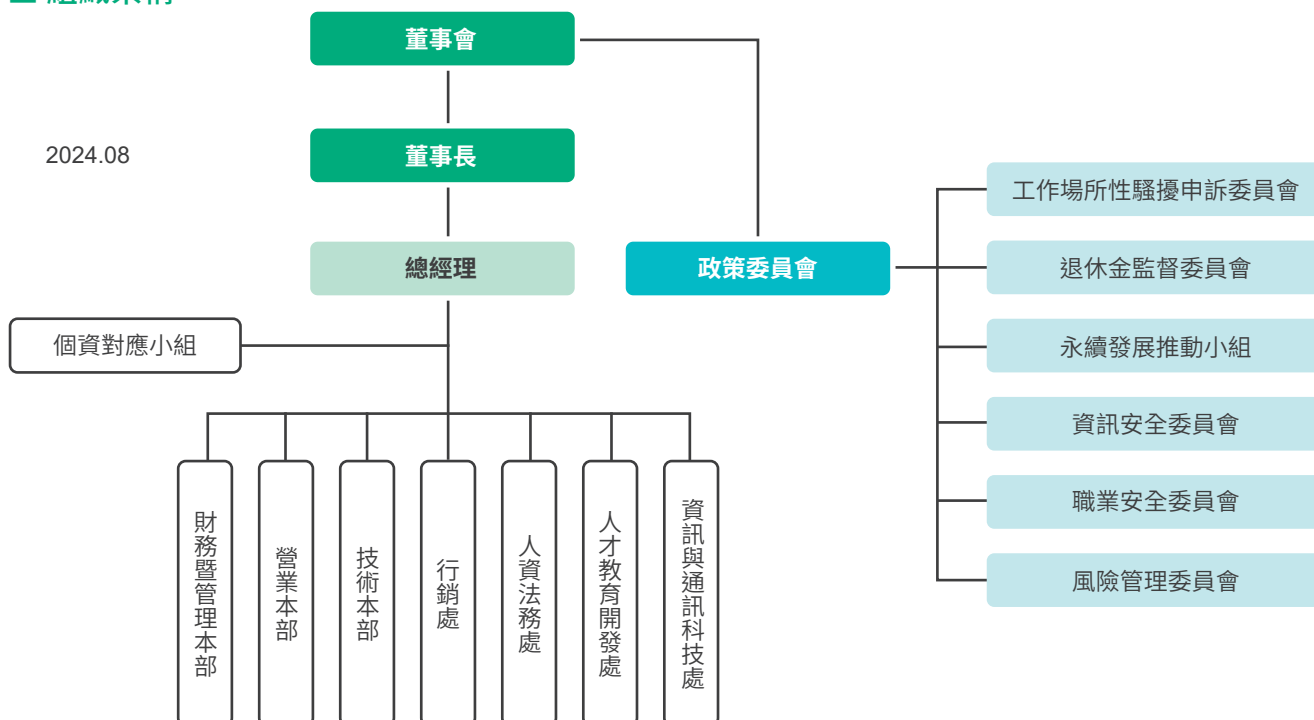 董事會
2024.08
董事長
總經理
政策委員會
個資對應小組
財務暨管理本部
營業本部
技術本部
行銷處
人資法務處
人才教育開發處
資訊與通訊科技處
工作場所性騷擾申訴委員會
退休金監督委員會
永續發展推動小組
資訊安全委員會
職業安全委員會
風險管理委員會